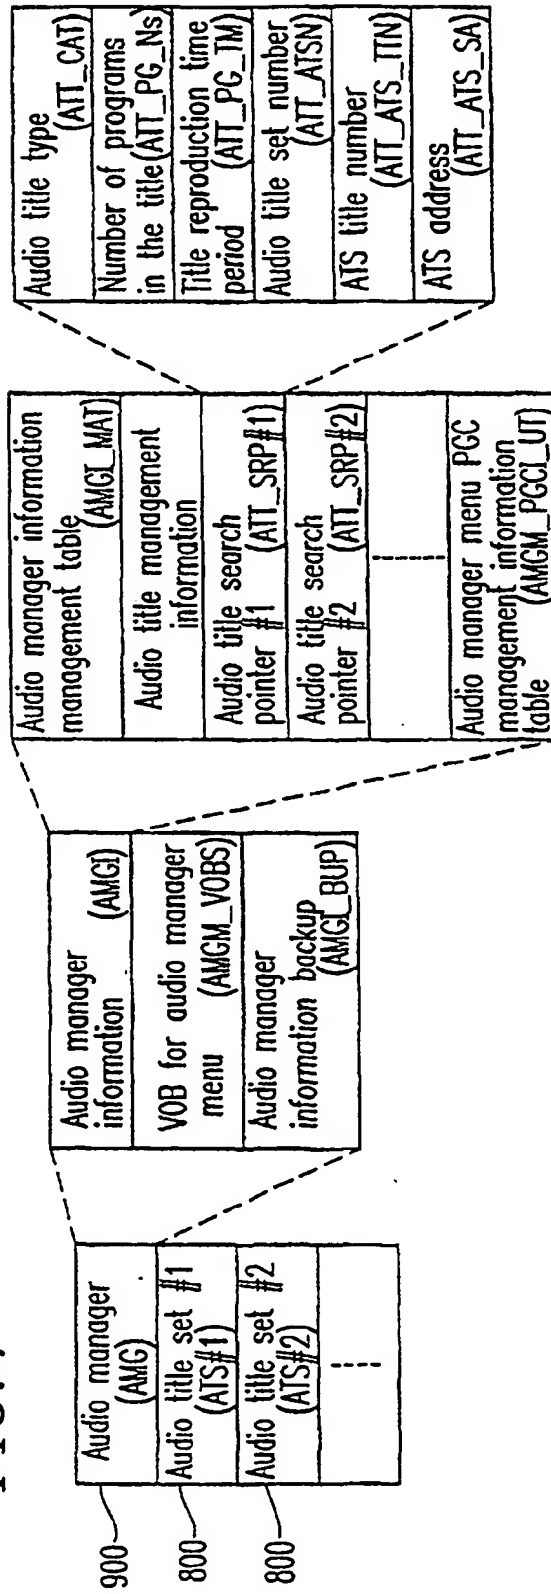 900
800
800
Audio manager
(AMG)
Audio title set #1
(ATS#1)
Audio title set #2
(ATS#2)
Audio manager
information (AMGI)
VOB for audio manager
menu (AMGM_VOBS)
Audio manager
information backup
(AMGI_BUP)
Audio manager information
management table
(AMGI_MAT)
Audio title management
information
Audio title search
pointer #1 (ATT_SRP#1)
Audio title search
pointer #2 (ATT_SRP#2)
Audio manager menu PGC
management information
table (AMGM_PGCI_UT)
Audio title type
(ATT_CAT)
Number of programs
in the title(ATT_PG_Ns)
Title reproduction time
period (ATT_PG_TM)
Audio title set number
(ATT_ATSN)
ATS title number
(ATT_ATS_TTN)
ATS address
(ATT_ATS_SA)